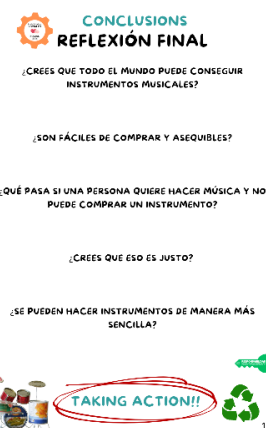 CONCLUSIONS
REFLEXIÓN FINAL
¿CREES QUE TODO EL MUNDO PUEDE CONSEGUIR
INSTRUMENTOS MUSICALES?
¿SON FÁCILES DE COMPRAR Y ASEQUIBLES?
¿QUÉ PASA SI UNA PERSONA QUIERE HACER MÚSICA Y NO
PUEDE COMPRAR UN INSTRUMENTO?
¿CREES QUE ESO ES JUSTO?
¿SE PUEDEN HACER INSTRUMENTOS DE MANERA MÁS
SENCILLA?
TAKING ACTION!!
1